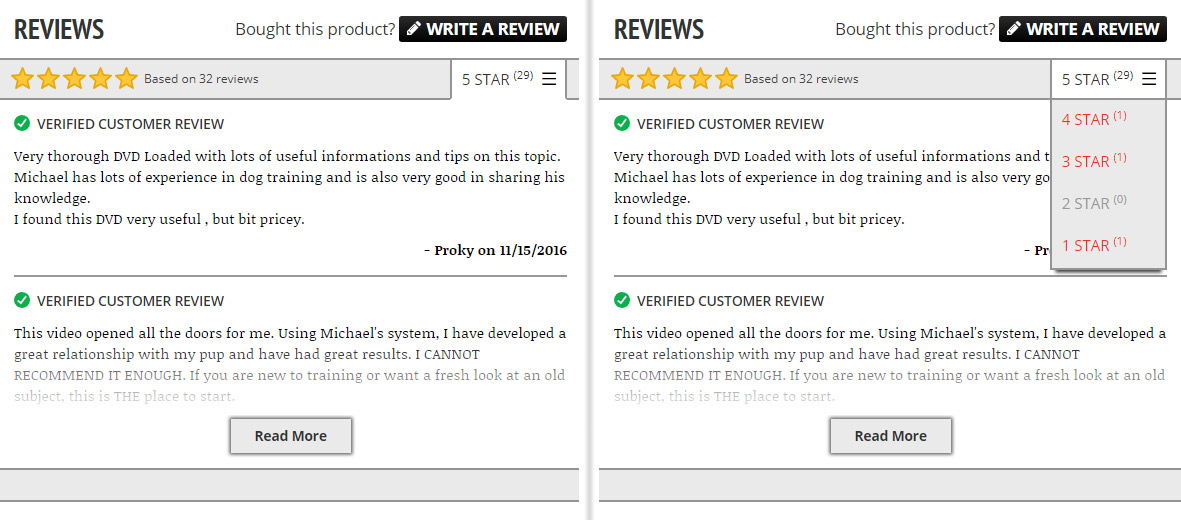 REVIEWS
Bought this product? WRITE A REVIEW
Based on 32 reviews
5 STAR (29)
VERIFIED CUSTOMER REVIEW
Very thorough DVD Loaded with lots of useful informations and tips on this topic.
Michael has lots of experience in dog training and is also very good in sharing his
knowledge.
I found this DVD very useful , but bit pricey.
- Proky on 11/15/2016
VERIFIED CUSTOMER REVIEW
This video opened all the doors for me. Using Michael's system, I have developed a
great relationship with my pup and have had great results. I CANNOT
RECOMMEND IT ENOUGH. If you are new to training or want a fresh look at an old
subject, this is THE place to start.
Read More
REVIEWS
Bought this product? WRITE A REVIEW
Based on 32 reviews
5 STAR (29)
4 STAR (1)
3 STAR (1)
2 STAR (0)
1 STAR (1)
VERIFIED CUSTOMER REVIEW
Very thorough DVD Loaded with lots of useful informations and t
Michael has lots of experience in dog training and is also very go
knowledge.
I found this DVD very useful , but bit pricey.
- Pr
VERIFIED CUSTOMER REVIEW
This video opened all the doors for me. Using Michael's system, I have developed a
great relationship with my pup and have had great results. I CANNOT
RECOMMEND IT ENOUGH. If you are new to training or want a fresh look at an old
subject, this is THE place to start.
Read More